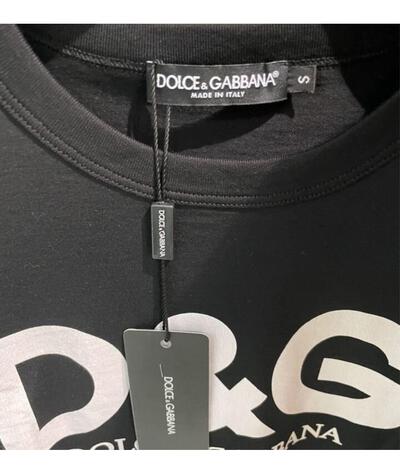 DOLCE & GABBANA®
MADE IN ITALY
S
DOLCE & GABBANA
DOLCE & GABBANA
D&G